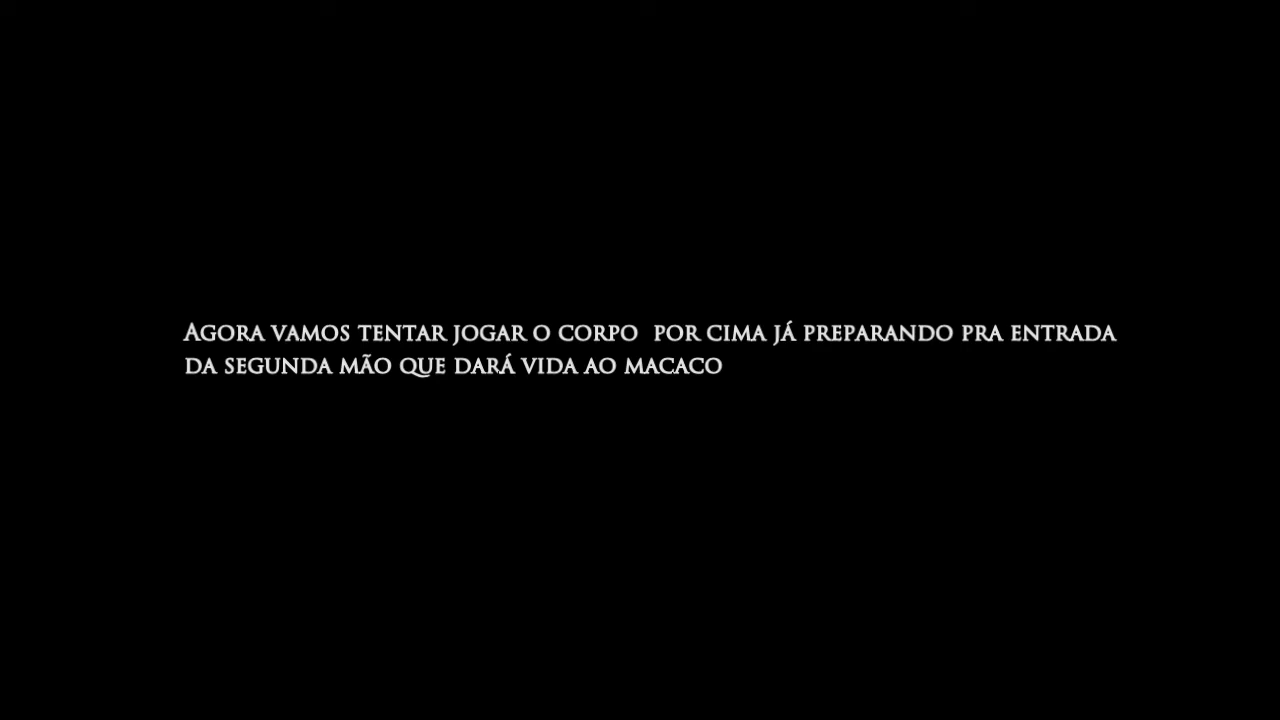 Agora vamos tentar jogar o corpo  por cima já preparando pra entrada
da segunda mão que dará vida ao macaco